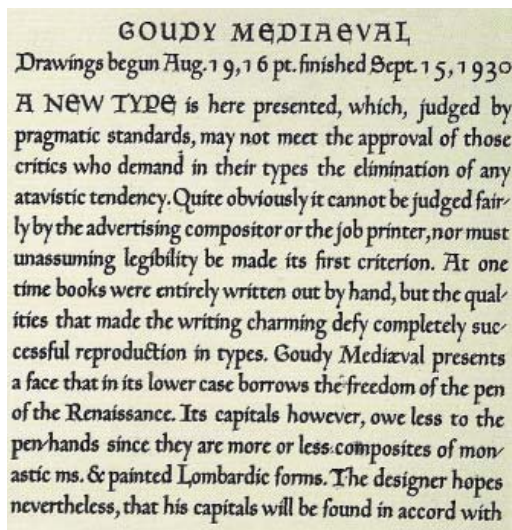 GOUDY MEDIAEVAL
Drawings begun Aug. 19, 16 pt. finished Sept. 15, 1930
A NEW TYPE is here presented, which, judged by
pragmatic standards, may not meet the approval of those
critics who demand in their types the elimination of any
atavistic tendency. Quite obviously it cannot be judged fair-
ly by the advertising compositor or the job printer, nor must
unassuming legibility be made its first criterion. At one
time books were entirely written out by hand, but the qual-
ities that made the writing charming defy completely suc-
cessful reproduction in types. Goudy Mediæval presents
a face that in its lower case borrows the freedom of the pen
of the Renaissance. Its capitals however, owe less to the
pen-hands since they are more or less composites of mon-
astic ms. & painted Lombardic forms. The designer hopes
nevertheless, that his capitals will be found in accord with